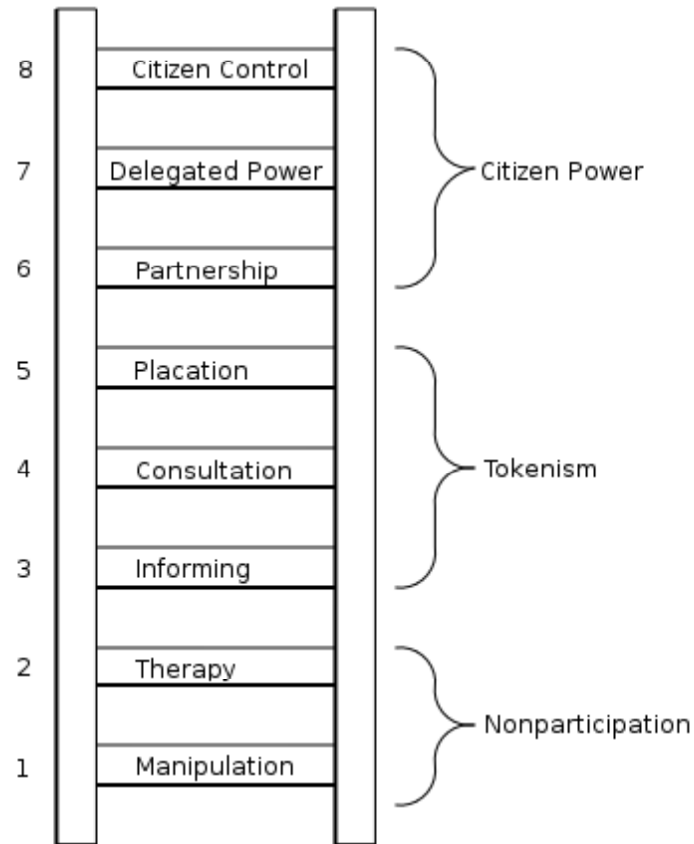 8 Citizen Control
7 Delegated Power Citizen Power
6 Partnership
5 Placation
4 Consultation Tokenism
3 Informing
2 Therapy
Nonparticipation
1 Manipulation